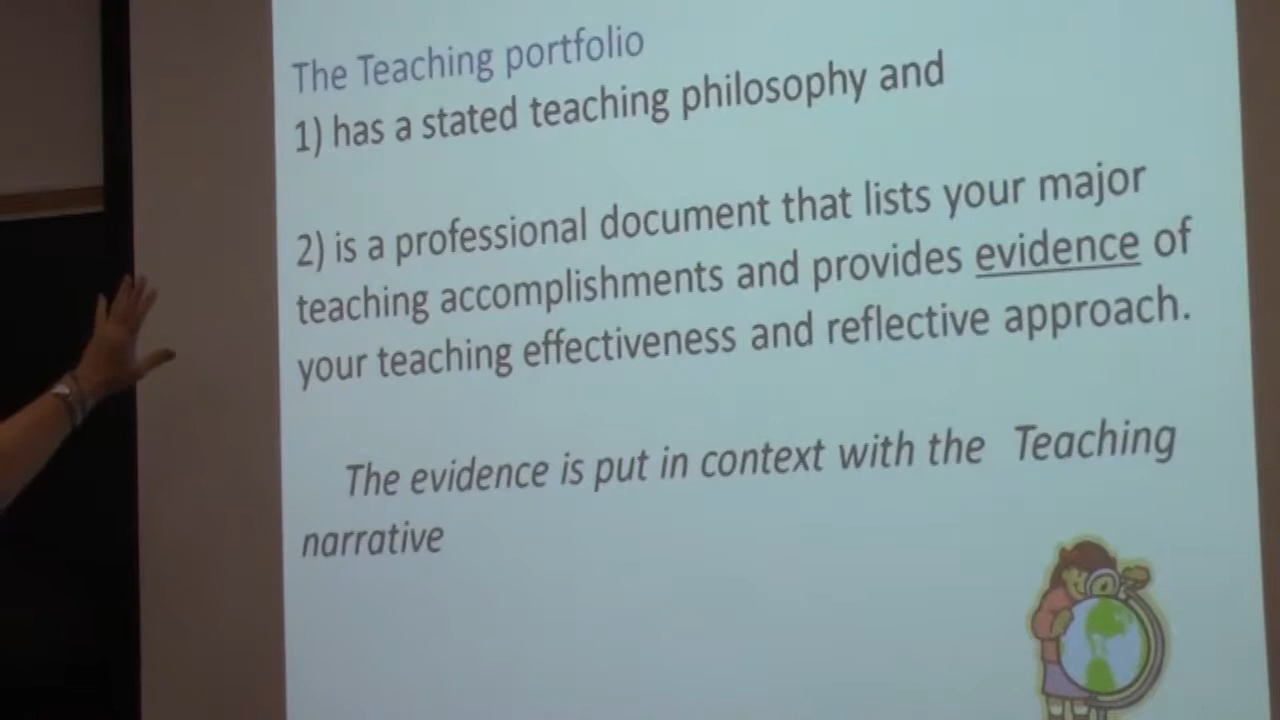 The Teaching portfolio
1) has a stated teaching philosophy and
2) is a professional document that lists your major
teaching accomplishments and provides evidence of
your teaching effectiveness and reflective approach.
The evidence is put in context with the Teaching
narrative